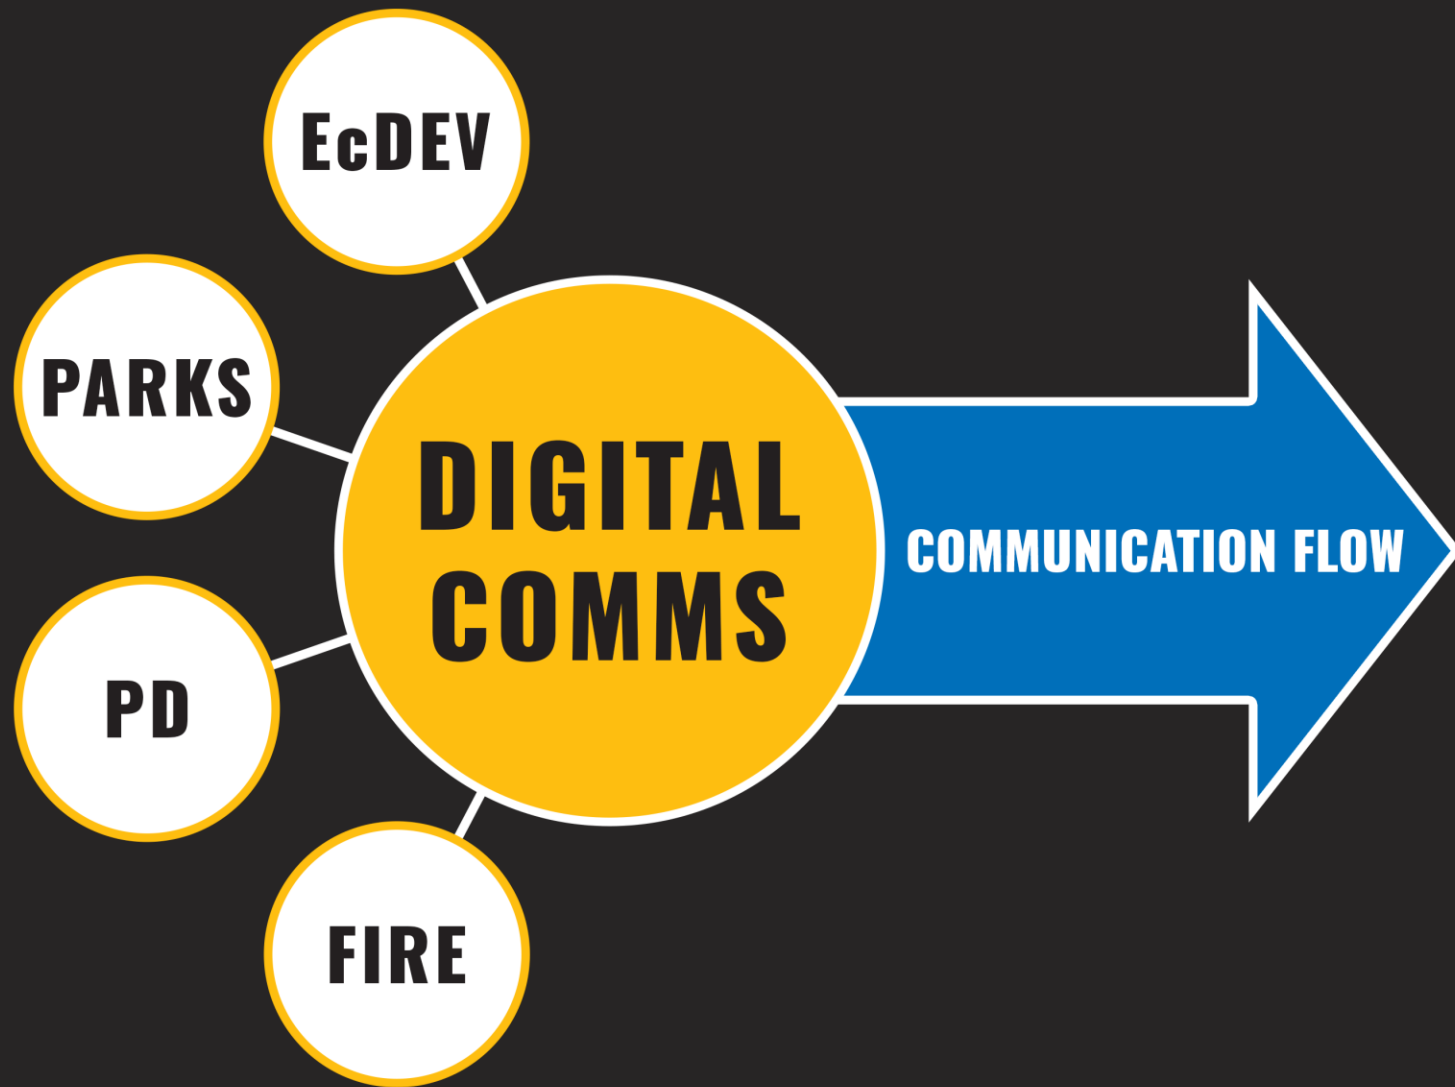 EcDEV
PARKS
DIGITAL
COMMS
COMMUNICATION FLOW
PD
FIRE